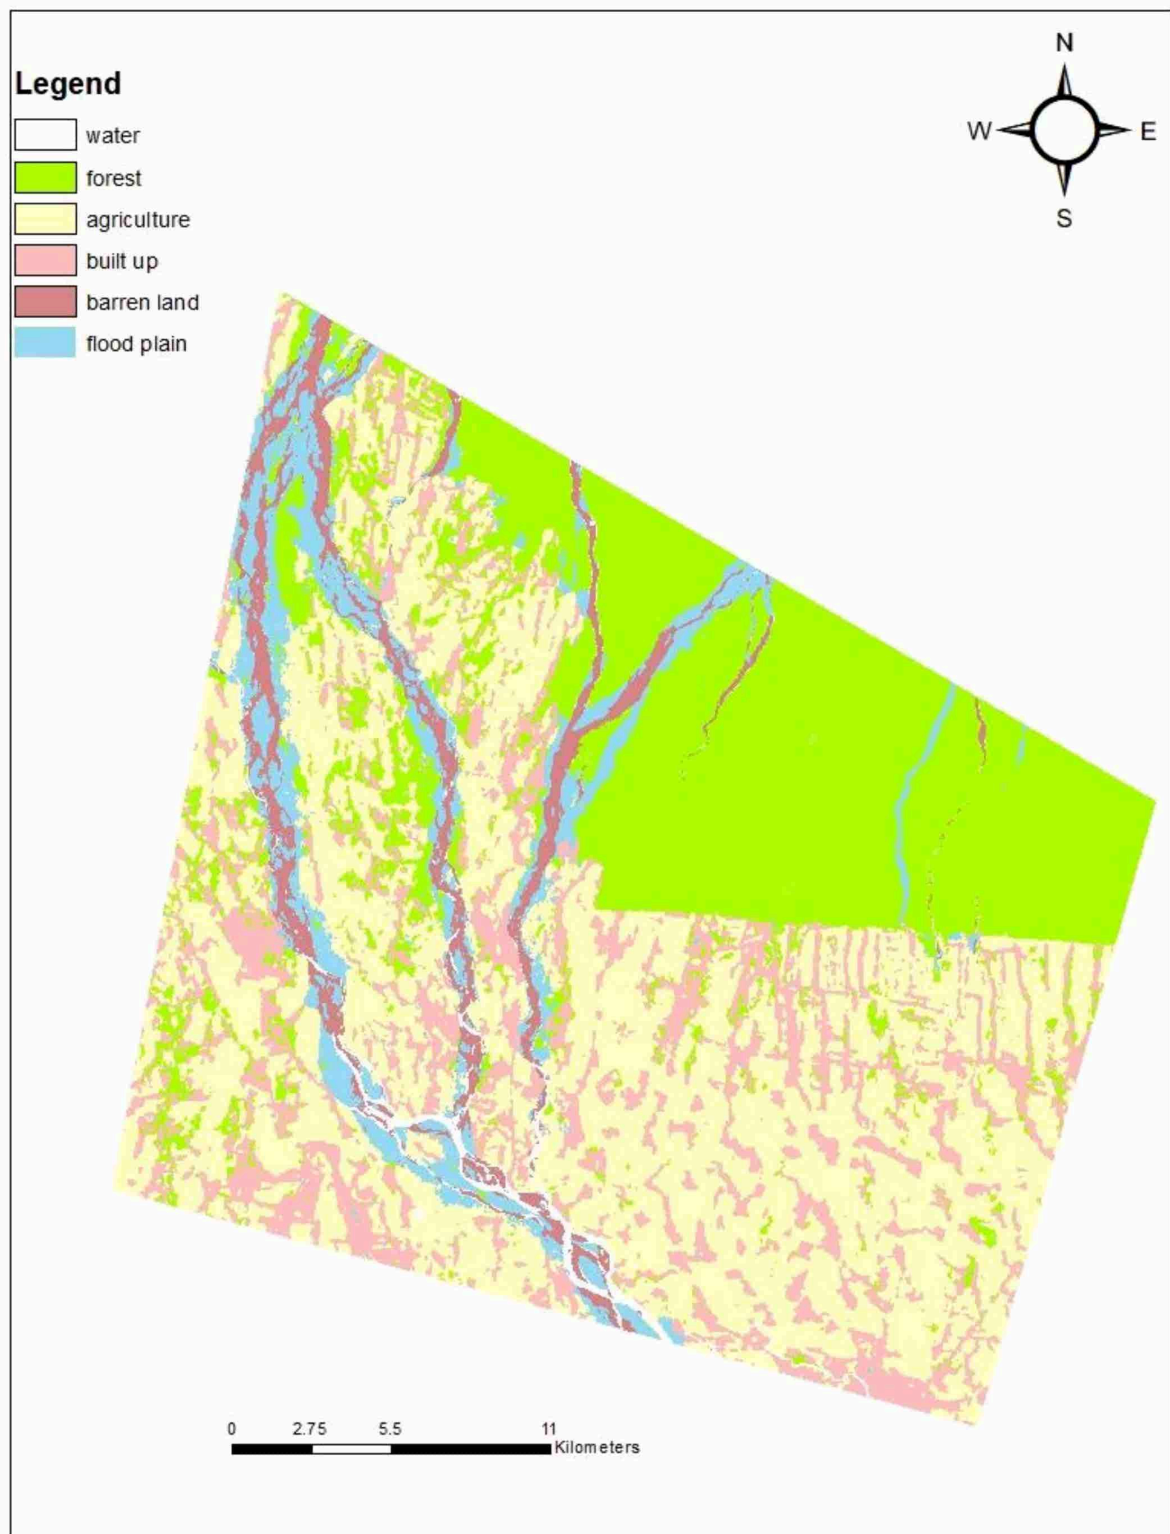 N
Legend
W E
water
forest
S
agriculture
built up
barren land
flood plain
0 2.75 5.5 11
Kilometers